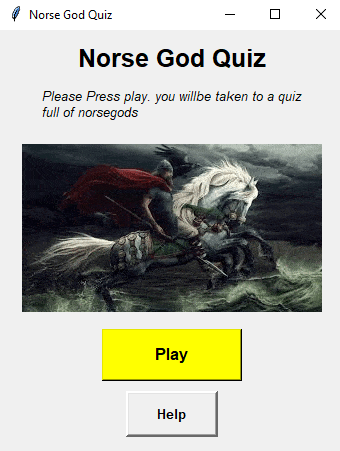 Norse God Quiz
Norse God Quiz
Please Press play. you willbe taken to a quiz
full of norsegods
Play
Help